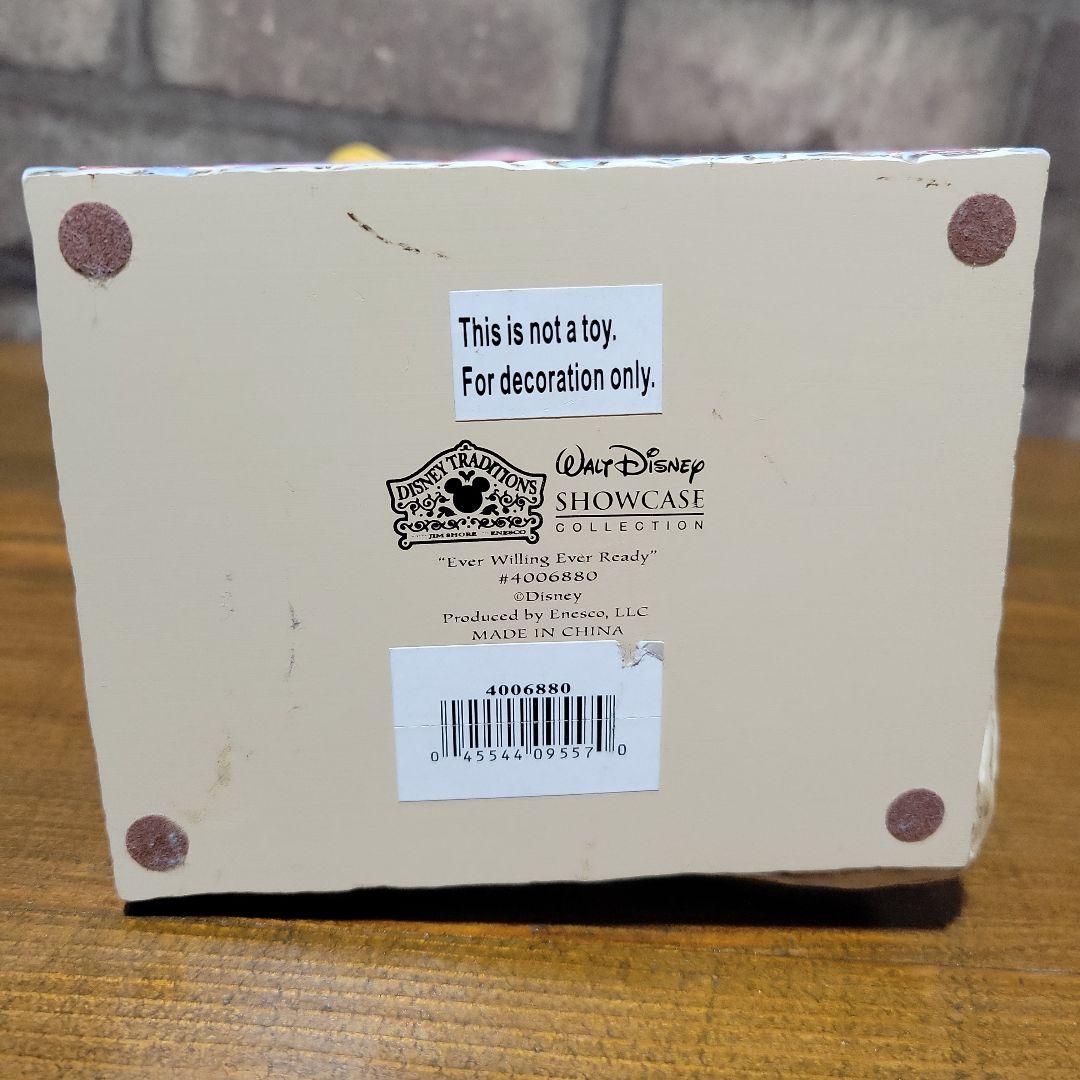 This is not a toy.
For decoration only.
DISNEY TRADITIONS
JIM SHORE ENESCO
WALT DISNEY
SHOWCASE
COLLECTION
“Ever Willing Ever Ready”
#4006880
©Disney
Produced by Enesco, LLC
MADE IN CHINA
4006880
0 45544 09557 0